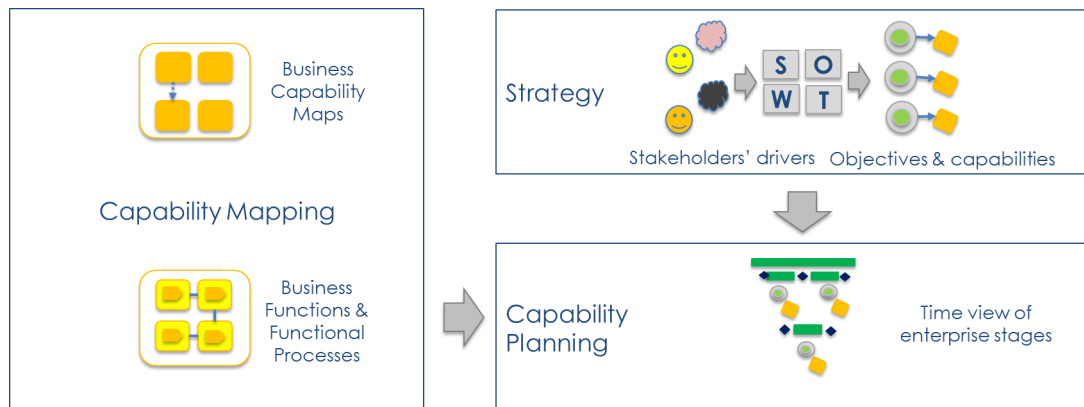 Business
Capability
Maps
Capability Mapping
Business
Functions &
Functional
Processes
Strategy
S O
W T
Stakeholders’ drivers
Objectives & capabilities
Capability
Planning
Time view of
enterprise stages